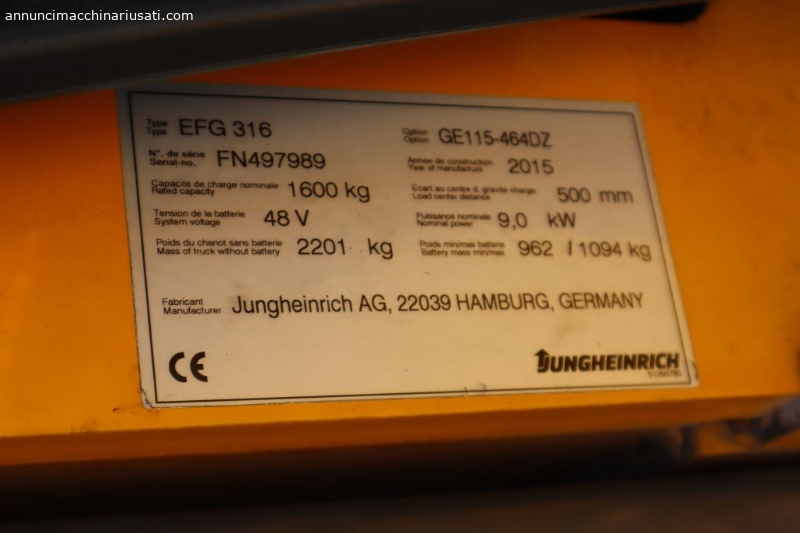 annuncimacchinariusati.com
Type EFG 316 Option GE115-464DZ
Type Option
N°. de série FN497989 Annee de construction 2015
Serial-no. Year of manufacture
Capacité de charge nominale 1600 kg Ecart au centre d. gravité charge 500 mm
Rated capacity Load center distance
Tension de la batterie 48 V Puissance nominale 9,0 kW
System voltage Nominal power
Poids du chariot sans batterie 2201 kg Poids min/max batterie 962 / 1094 kg
Mass of truck without battery Battery mass min/max
Fabricant Jungheinrich AG, 22039 HAMBURG, GERMANY
Manufacturer
CE JUNGHEINRICH